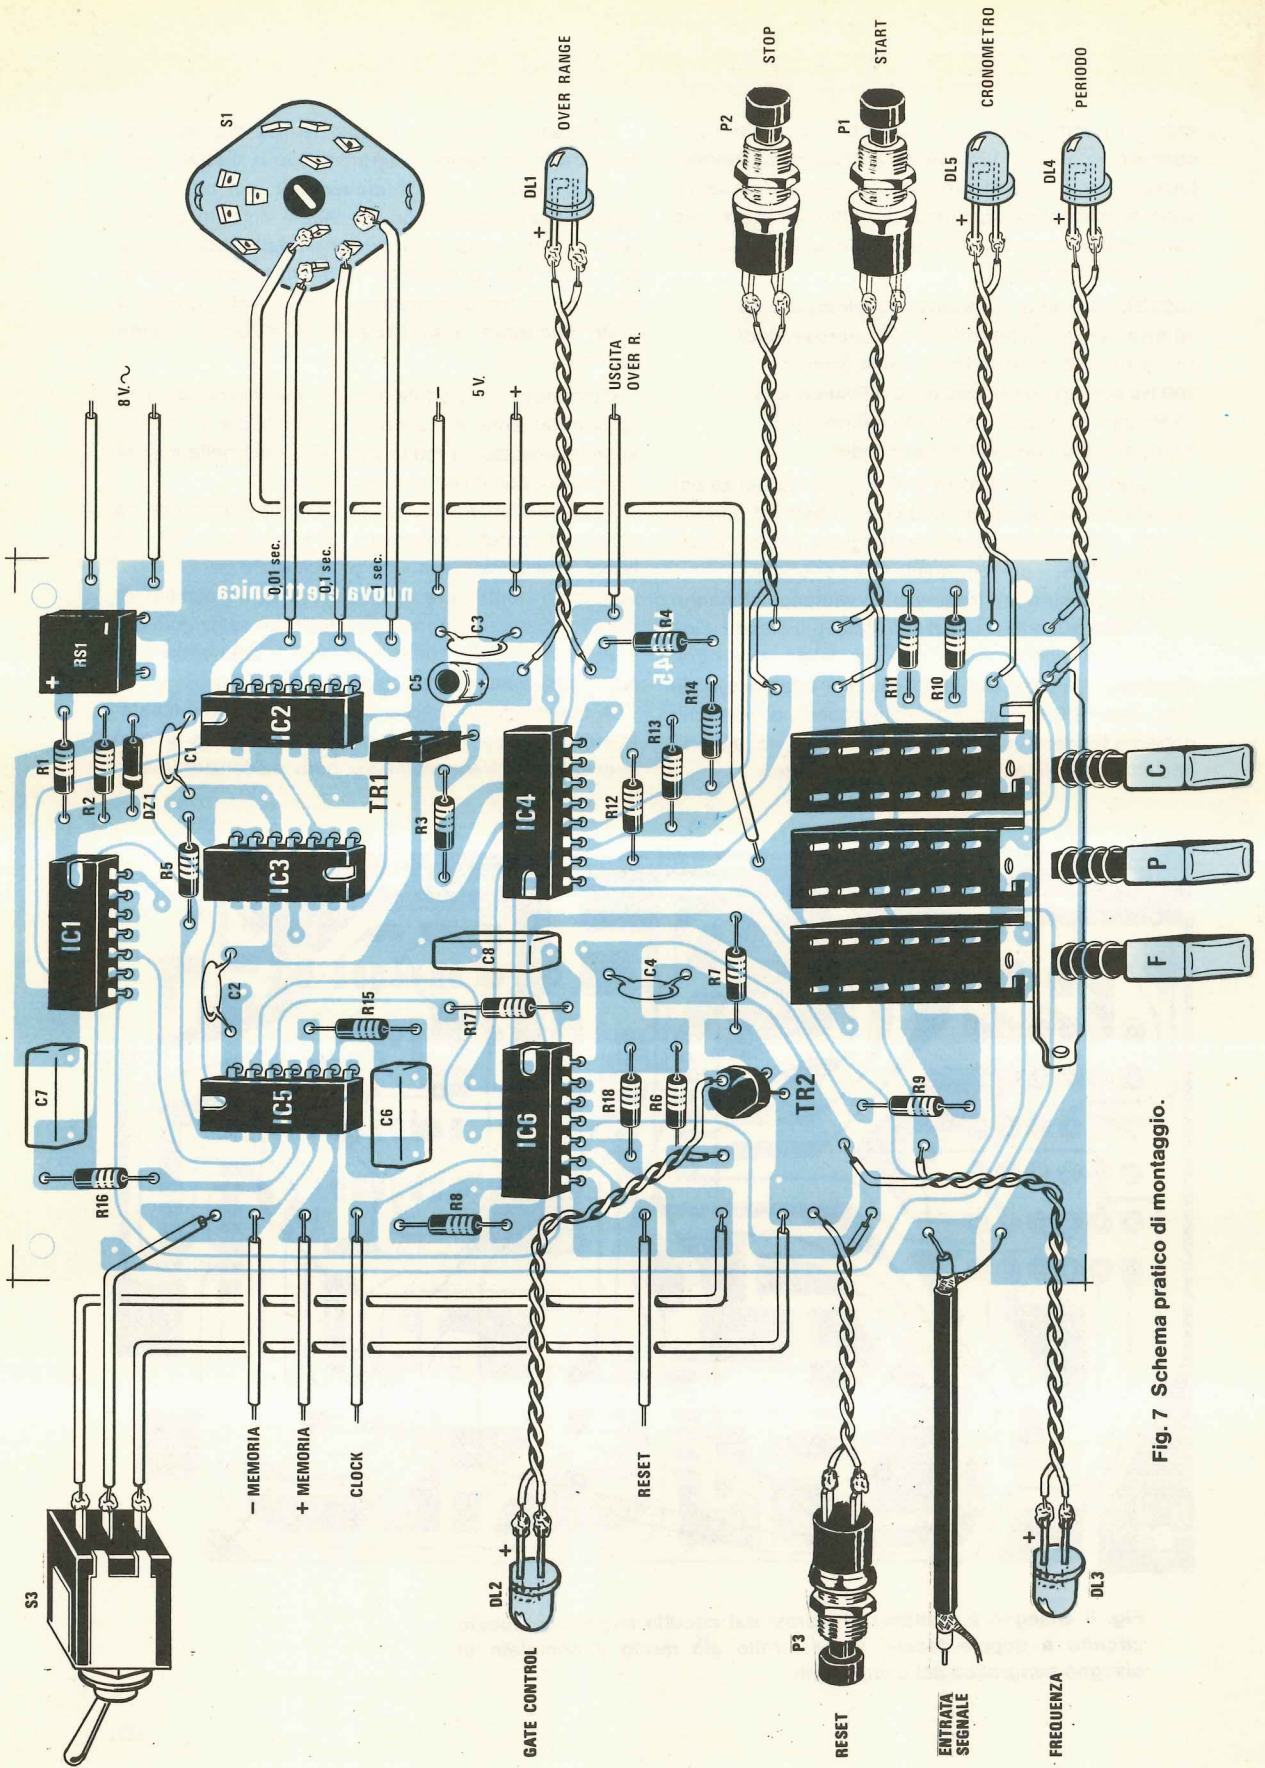 S1
OVER RANGE
DL1
+
P2
STOP
P1
START
DL5
+
CRONOMETRO
DL4
+
PERIODO
8 V.~
0,01 sec.
0,1 sec.
1 sec.
-
5 V.
+
USCITA
OVER R.
nuova elettronica
RS1
+
-
R1
R2
DZ1
C1
IC2
TR1
C5
+
C3
R4
R3
IC4
R12
R13
R14
R11
R10
IC1
R5
IC3
C2
C8
R17
R15
C4
R7
C7
IC5
C6
IC6
R18
R6
TR2
R9
R16
R8
F
P
C
S3
- MEMORIA
+ MEMORIA
CLOCK
DL2
+
GATE CONTROL
RESET
P3
RESET
ENTRATA
SEGNALE
DL3
+
FREQUENZA
Fig. 7 Schema pratico di montaggio.